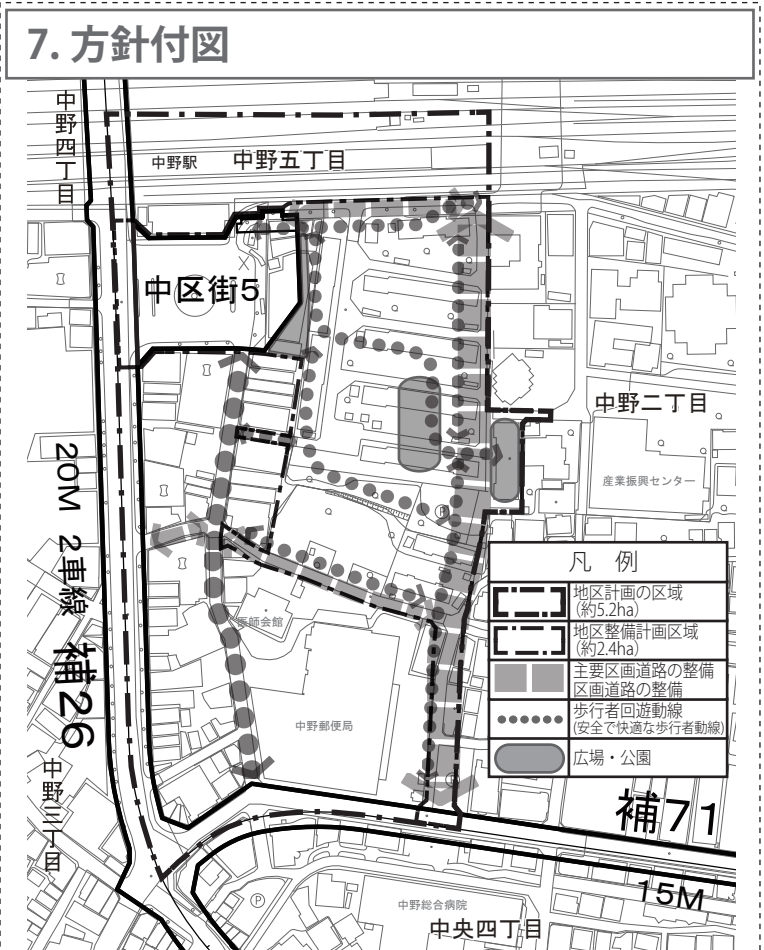 7. 方針付図
中野四丁目
中野駅
中野五丁目
中区街5
中野二丁目
産業振興センター
20M 2車線 補26
凡 例
地区計画の区域
(約5.2ha)
地区整備計画区域
(約2.4ha)
主要区画道路の整備
区画道路の整備
歩行者回遊動線
(安全で快適な歩行者動線)
広場・公園
医師会館
中野郵便局
P
P
中野三丁目
補71
15M
P
中野総合病院
中央四丁目